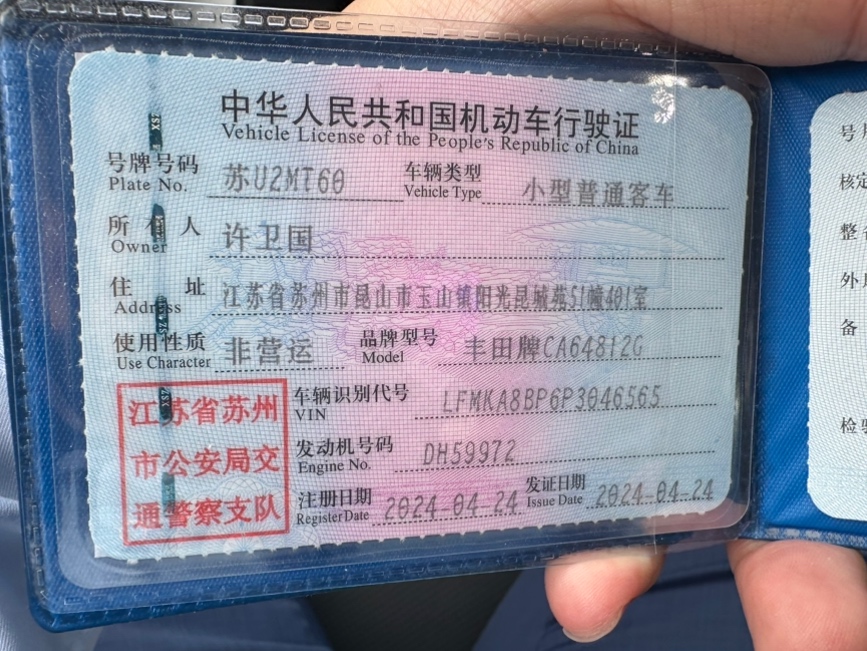 中华人民共和国机动车行驶证
Vehicle License of the People's Republic of China
号牌号码 苏U2MT60 车辆类型 小型普通客车
Plate No. Vehicle Type
所有人 许卫国
Owner
住址 江苏省苏州市昆山市玉山镇阳光昆城苑51幢401室
Address
使用性质 非营运 品牌型号 丰田牌CA64812G
Use Character Model
江苏省苏州
市公安局交
通警察支队
车辆识别代号 LFMKA8BP6P3046565
VIN
发动机号码 DH59972
Engine No.
注册日期 2024-04-24 发证日期 2024-04-24
Register Date Issue Date
号
核定
整备
外
备
检验